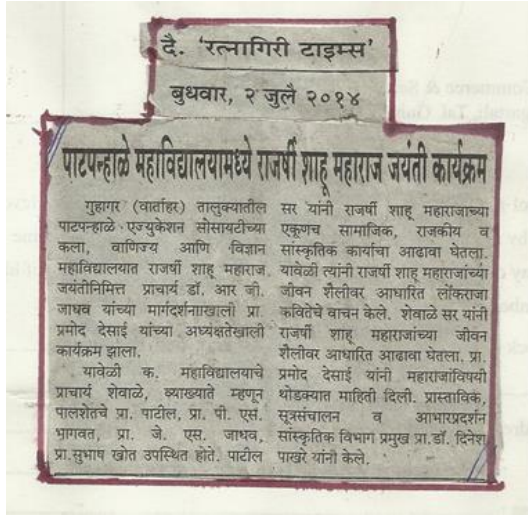 दै. 'रत्नागिरी टाइम्स'
बुधवार, २ जुलै २०१४
पाटपन्हाळे महाविद्यालयामध्ये राजर्षी शाहू महाराज जयंती कार्यक्रम
गुहागर (वार्ताहर) तालुक्यातील
पाटपन्हाळे एज्युकेशन सोसायटीच्या
कला, वाणिज्य आणि विज्ञान
महाविद्यालयात राजर्षी शाहू महाराज
जयंतीनिमित्त प्राचार्य डॉ. आर जी.
जाधव यांच्या मार्गदर्शनााखाली प्रा
प्रमोद देसाई यांच्या अध्यक्षतेखाली
कार्यक्रम झाला.
यावेळी क. महाविद्यालयाचे
प्राचार्य शेवाळे, व्याख्याते म्हणून
पालशेतचे प्रा. पाटील, प्रा. पी. एस.
भागवत, प्रा. जे. एस. जाधव,
प्रा.सुभाष खोत उपस्थित होते. पाटील
सर यांनी राजर्षी शाहू महाराजाच्या
एकूणच सामाजिक, राजकीय व
सांस्कृतिक कार्याचा आढावा घेतला.
यावेळी त्यांनी राजर्षी शाहू महाराजांच्या
जीवन शैलीवर आधारित लोंकराजा
कवितेचे वाचन केले. शेवाळे सर यांनी
राजर्षी शाहू महाराजांच्या जीवन
शैलीवर आधारित आढावा घेतला. प्रा.
प्रमोद देसाई यांनी महाराजांविषयी
थोडक्यात माहिती दिली. प्रास्ताविक,
सूत्रसंचालन व आभारप्रदर्शन
सांस्कृतिक विभाग प्रमुख प्रा.डॉ. दिनेश
पाखरे यांनी केले.